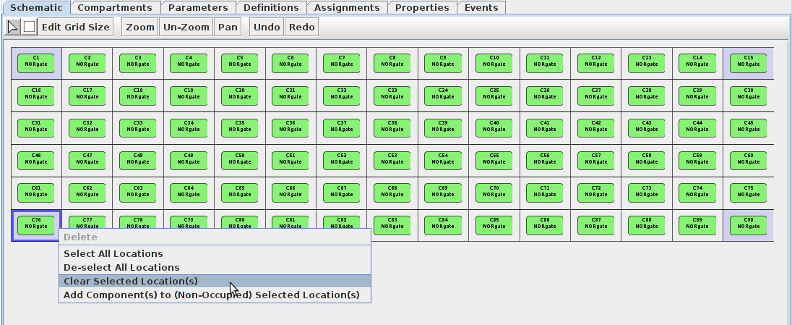 Schematic Compartments Parameters Definitions Assignments Properties Events
Edit Grid Size Zoom Un-Zoom Pan Undo Redo
C1 C2 C3 C4 C5 C6 C7 C8 C9 C10 C11 C12 C13 C14 C15
NORgate NORgate NORgate NORgate NORgate NORgate NORgate NORgate NORgate NORgate NORgate NORgate NORgate NORgate NORgate
C16 C17 C18 C19 C20 C21 C22 C23 C24 C25 C26 C27 C28 C29 C30
NORgate NORgate NORgate NORgate NORgate NORgate NORgate NORgate NORgate NORgate NORgate NORgate NORgate NORgate NORgate
C31 C32 C33 C34 C35 C36 C37 C38 C39 C40 C41 C42 C43 C44 C45
NORgate NORgate NORgate NORgate NORgate NORgate NORgate NORgate NORgate NORgate NORgate NORgate NORgate NORgate NORgate
C46 C47 C48 C49 C50 C51 C52 C53 C54 C55 C56 C57 C58 C59 C60
NORgate NORgate NORgate NORgate NORgate NORgate NORgate NORgate NORgate NORgate NORgate NORgate NORgate NORgate NORgate
C61 C62 C63 C64 C65 C66 C67 C68 C69 C70 C71 C72 C73 C74 C75
NORgate NORgate NORgate NORgate NORgate NORgate NORgate NORgate NORgate NORgate NORgate NORgate NORgate NORgate NORgate
C76 C77 C78 C79 C80 C81 C82 C83 C84 C85 C86 C87 C88 C89 C90
NORgate NORgate NORgate NORgate NORgate NORgate NORgate NORgate NORgate NORgate NORgate NORgate NORgate NORgate NORgate
Delete
Select All Locations
De-select All Locations
Clear Selected Location(s)
Add Component(s) to (Non-Occupied) Selected Location(s)